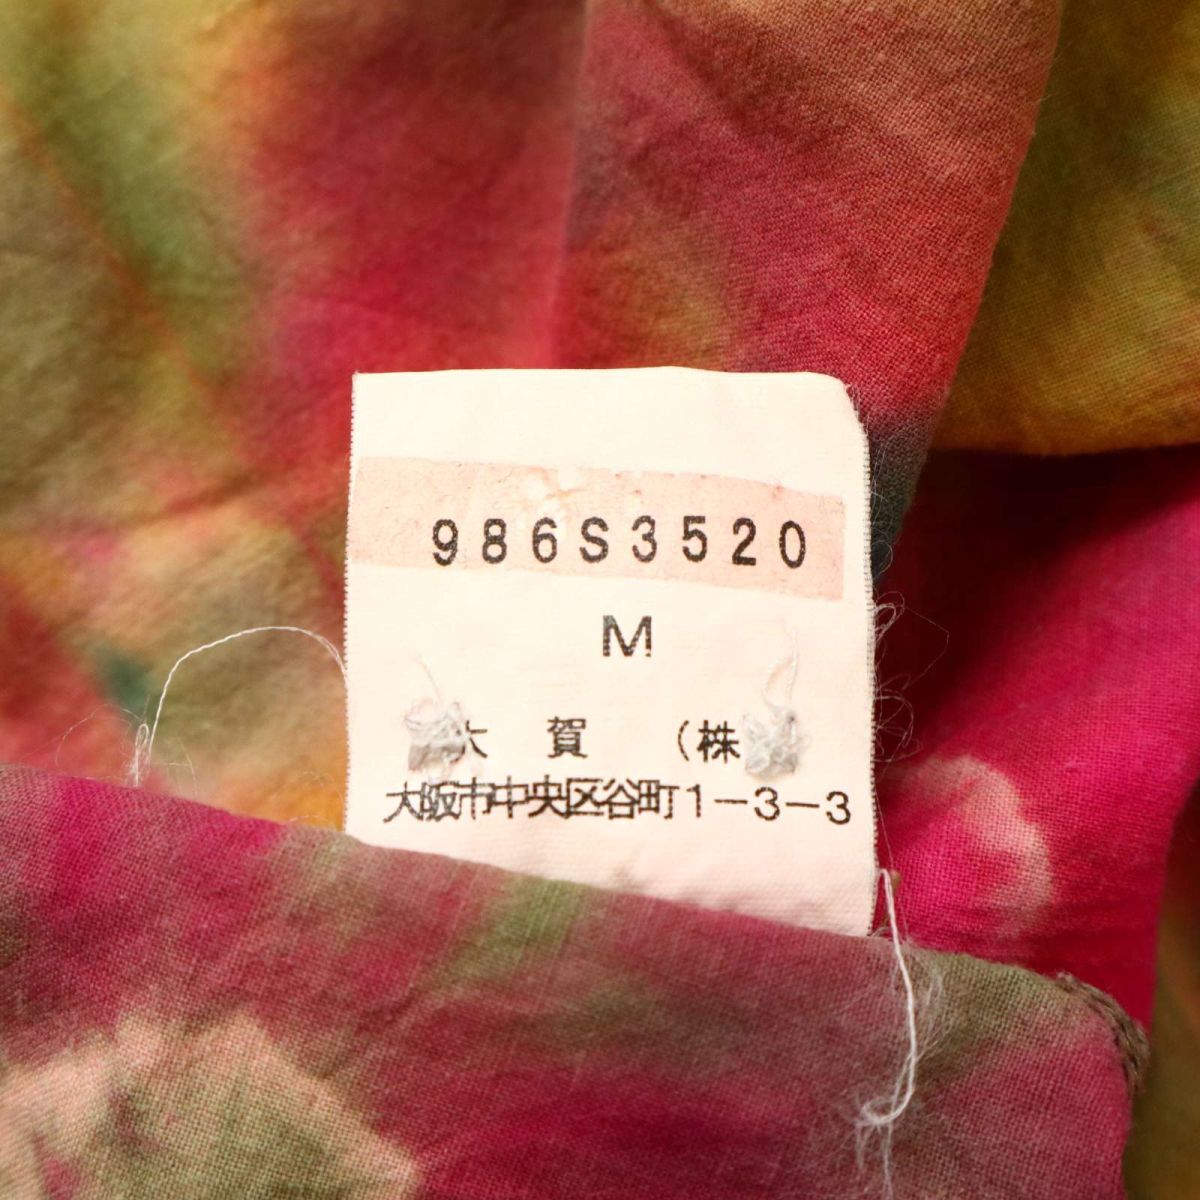 986S3520
M
大 賀 (株
大阪市中央区谷町1-3-3